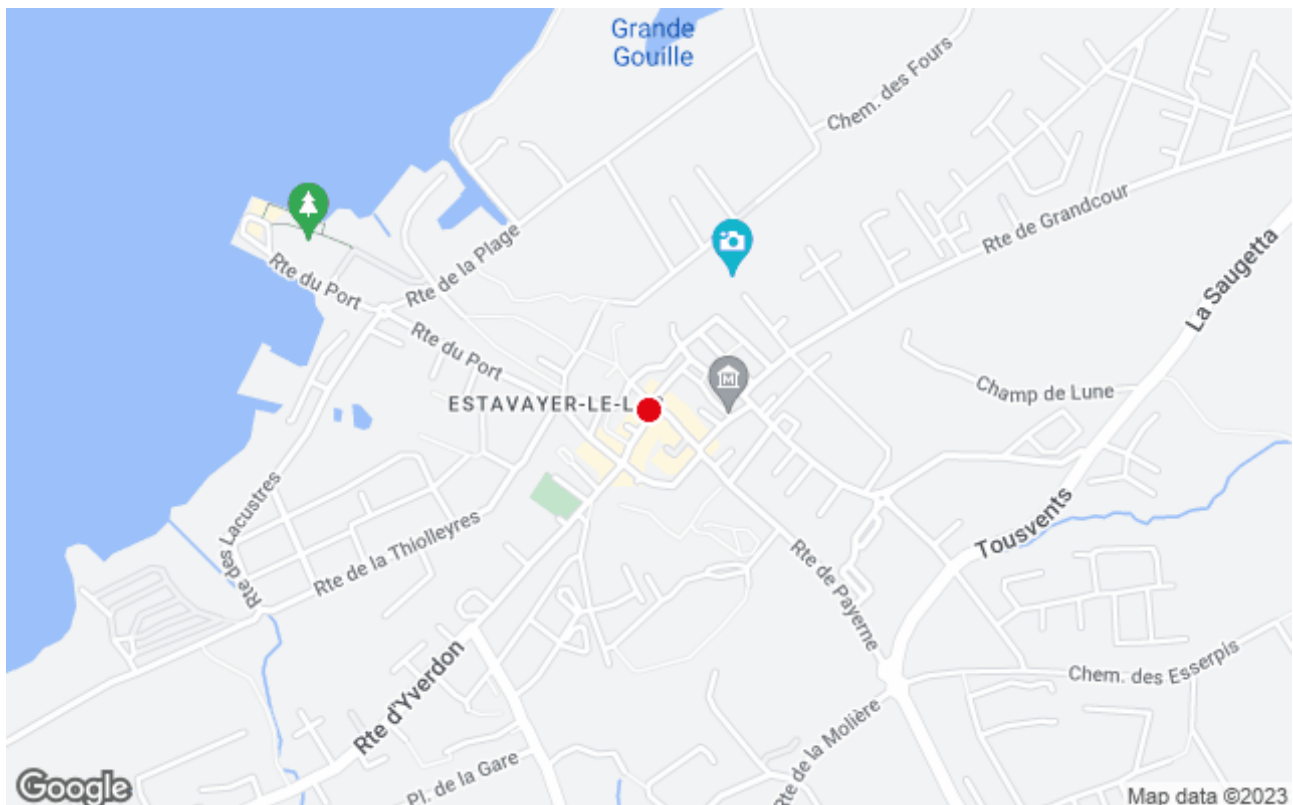 Grande
Gouille
Chem. des Fours
Rte de Grandcour
La Saugetta
Rte de la Plage
Rte du Port
Rte du Port
Champ de Lune
ESTAVAYER-LE-L
M
Rte des Lacustres
Rte de la Thiolleyres
Tousvents
Rte de Payerne
Chem. des Esserpis
Rte d'Yverdon
Rte de la Molière
Pl. de la Gare
Google
Map data ©2023